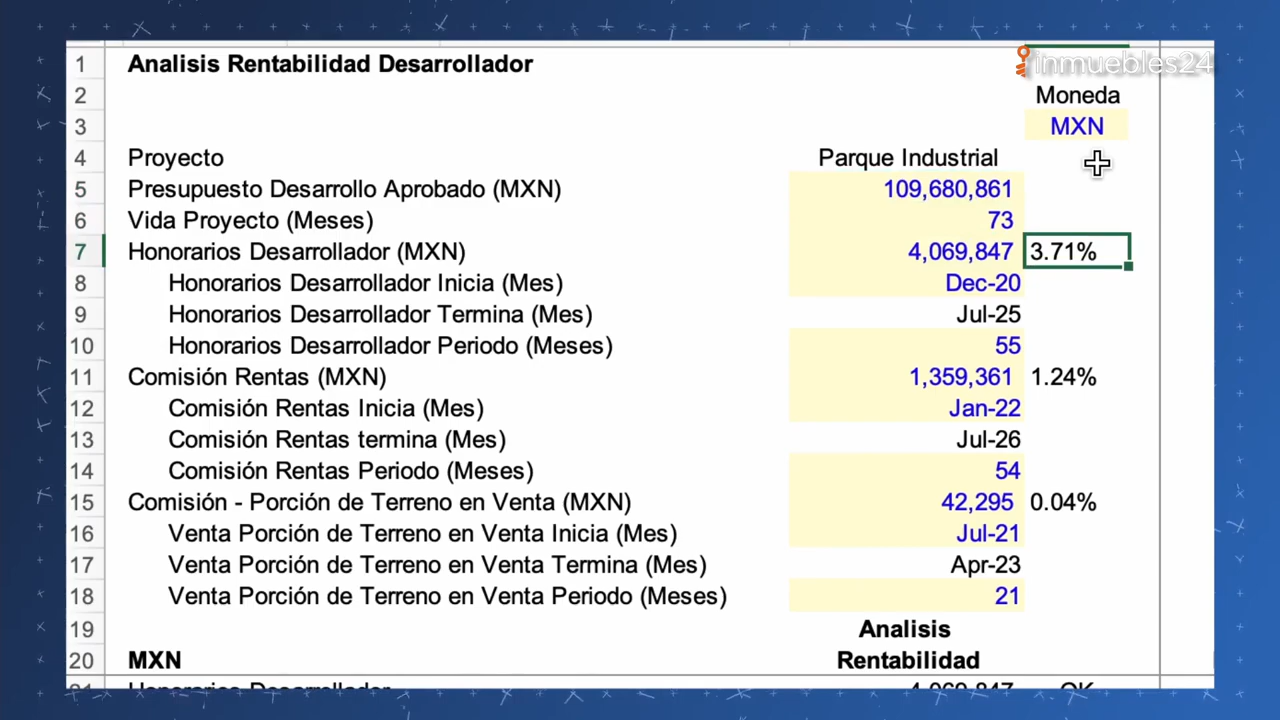 inmuebles24
1 Analisis Rentabilidad Desarrollador
2 Moneda
3 MXN
4 Proyecto Parque Industrial
5 Presupuesto Desarrollo Aprobado (MXN) 109,680,861
6 Vida Proyecto (Meses) 73
7 Honorarios Desarrollador (MXN) 4,069,847 3.71%
8 Honorarios Desarrollador Inicia (Mes) Dec-20
9 Honorarios Desarrollador Termina (Mes) Jul-25
10 Honorarios Desarrollador Periodo (Meses) 55
11 Comisión Rentas (MXN) 1,359,361 1.24%
12 Comisión Rentas Inicia (Mes) Jan-22
13 Comisión Rentas termina (Mes) Jul-26
14 Comisión Rentas Periodo (Meses) 54
15 Comisión - Porción de Terreno en Venta (MXN) 42,295 0.04%
16 Venta Porción de Terreno en Venta Inicia (Mes) Jul-21
17 Venta Porción de Terreno en Venta Termina (Mes) Apr-23
18 Venta Porción de Terreno en Venta Periodo (Meses) 21
19 Analisis
20 MXN Rentabilidad
21 Honorarios Desarrollador 4,069,847 OK